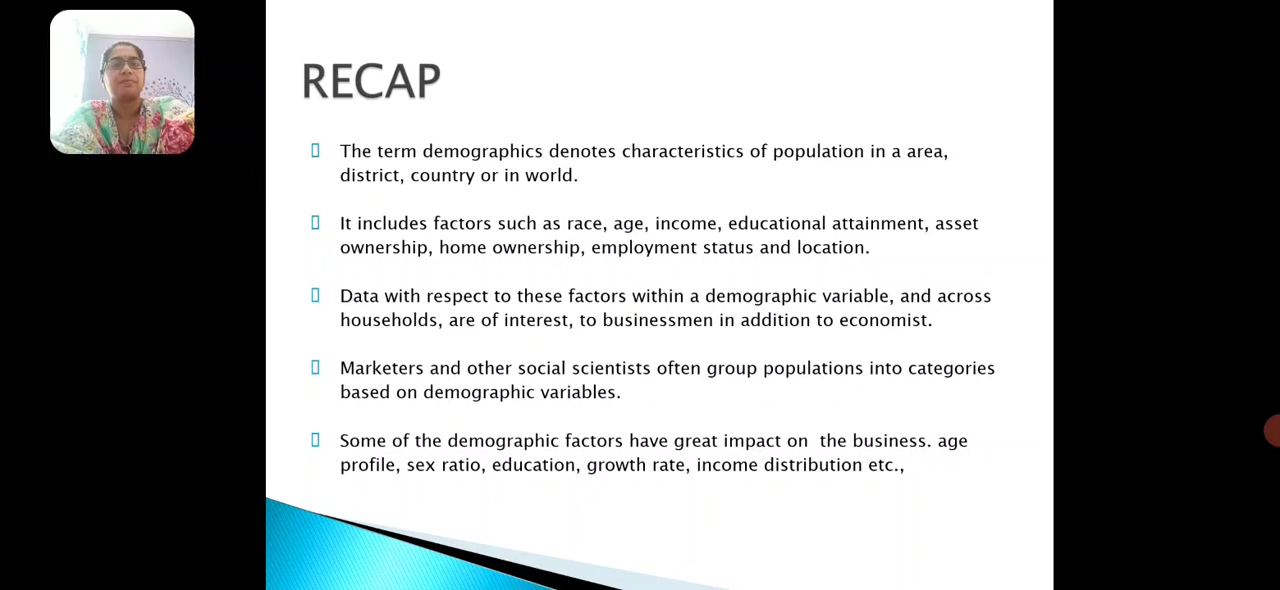 RECAP
The term demographics denotes characteristics of population in a area,
district, country or in world.
It includes factors such as race, age, income, educational attainment, asset
ownership, home ownership, employment status and location.
Data with respect to these factors within a demographic variable, and across
households, are of interest, to businessmen in addition to economist.
Marketers and other social scientists often group populations into categories
based on demographic variables.
Some of the demographic factors have great impact on  the business. age
profile, sex ratio, education, growth rate, income distribution etc.,